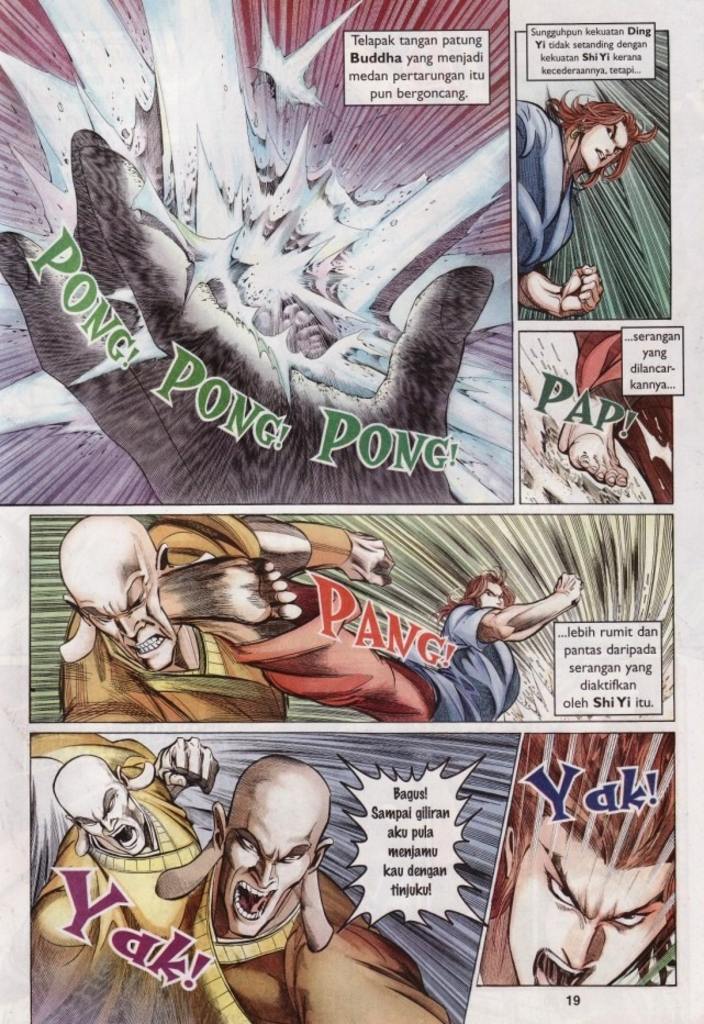 Telapak tangan patung
Buddha yang menjadi
medan pertarungan itu
pun bergoncang.
PONG! PONG! PONG!
Sungguhpun kekuatan Ding
Yi tidak setanding dengan
kekuatan Shi Yi kerana
kecederaannya, tetapi...
...serangan
yang
dilancar-
kannya...
PAP!
PANG!
...lebih rumit dan
pantas daripada
serangan yang
diaktifkan
oleh Shi Yi itu.
Bagus!
Sampai giliran
aku pula
menjamu
kau dengan
tinjuku!
YAK!
YAK!
19